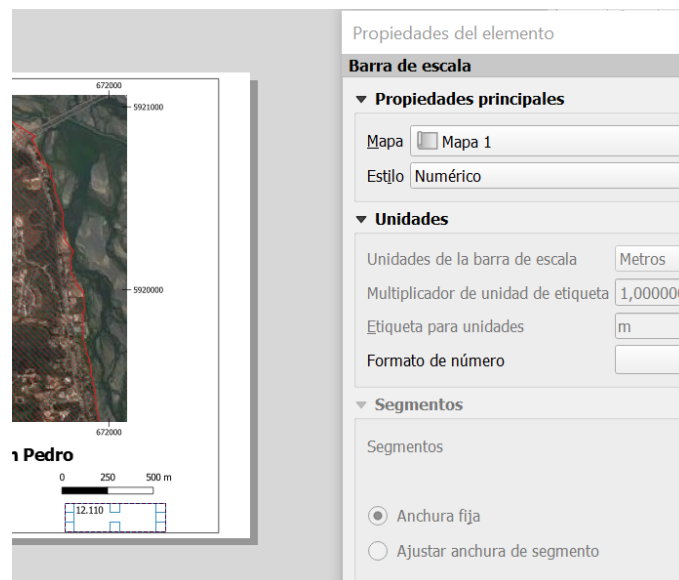 Propiedades del elemento
Barra de escala
Propiedades principales
Mapa Mapa 1
Estilo Numérico
Unidades
Unidades de la barra de escala Metros
Multiplicador de unidad de etiqueta 1,000000
Etiqueta para unidades m
Formato de número
Segmentos
Segmentos
Anchura fija
Ajustar anchura de segmento
672000
5921000
5920000
672000
n Pedro
0 250 500 m
12.110